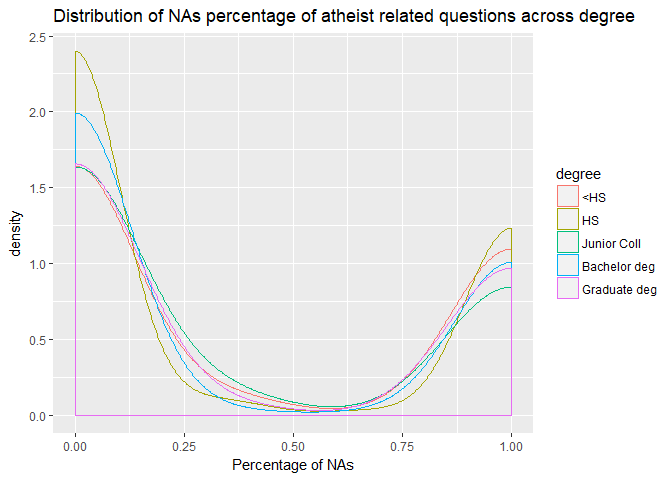 Distribution of NAs percentage of atheist related questions across degree
2.5
2.0
1.5
1.0
0.5
0.0
density
0.00 0.25 0.50 0.75 1.00
Percentage of NAs
degree
<HS
HS
Junior Coll
Bachelor deg
Graduate deg